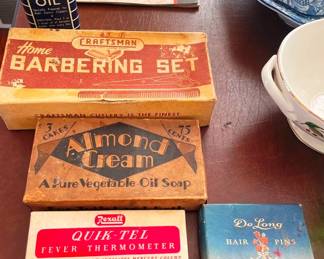 OIL
CRAFTSMAN
Home
BARBERING SET
CRAFTSMAN CUTLERY IS THE FINEST
3 CAKES
75 CENTS
Almond
Cream
A Pure Vegetable Oil Soap
Rexall
QUIK-TEL
FEVER THERMOMETER
De Long
HAIR PINS